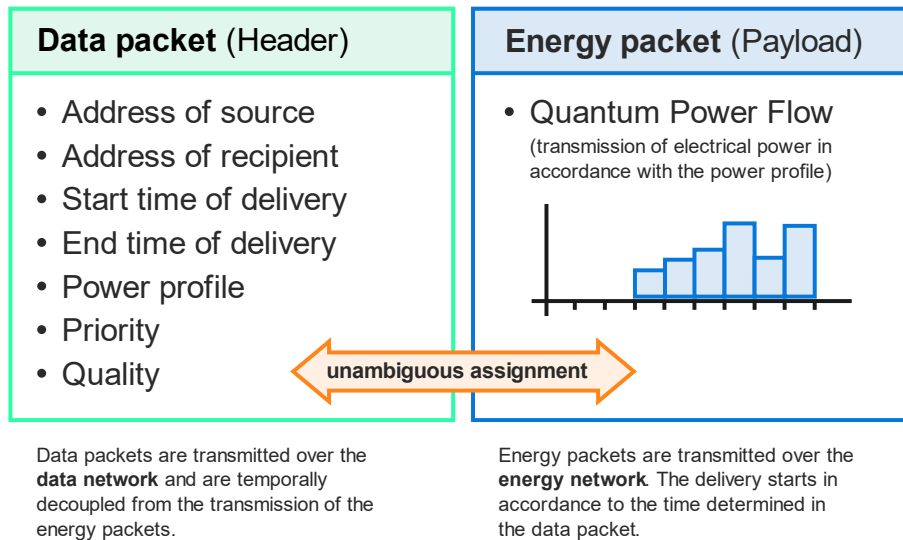 Data packet (Header)
• Address of source
• Address of recipient
• Start time of delivery
• End time of delivery
• Power profile
• Priority
• Quality
Energy packet (Payload)
• Quantum Power Flow
(transmission of electrical power in
accordance with the power profile)
unambiguous assignment
Data packets are transmitted over the
data network and are temporally
decoupled from the transmission of the
energy packets.
Energy packets are transmitted over the
energy network. The delivery starts in
accordance to the time determined in
the data packet.